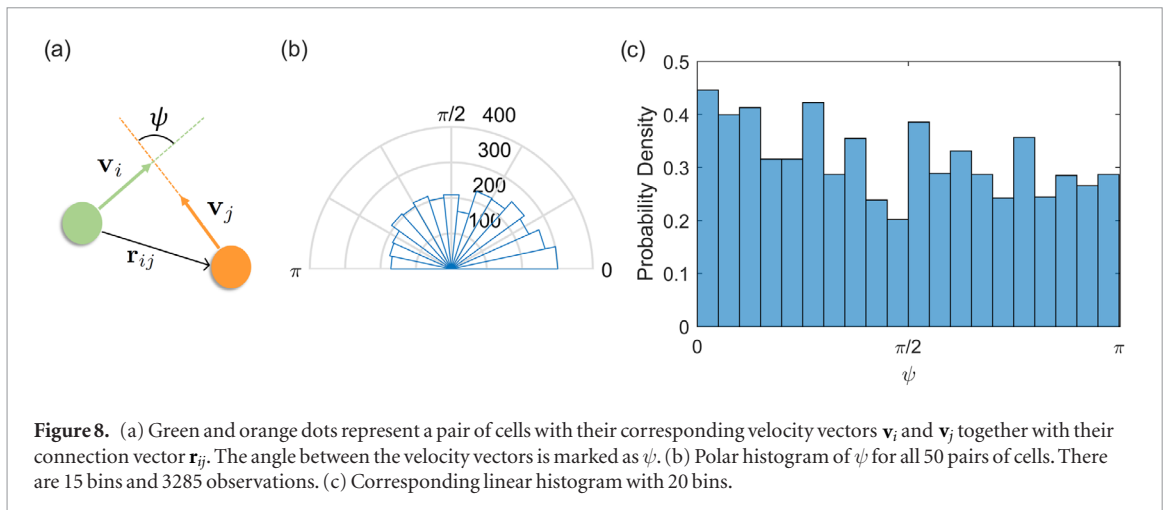 (a)
ψ
v_i
v_j
r_ij
(b)
π/2
400
300
200
100
π
0
(c)
Probability Density
0.5
0.4
0.3
0.2
0.1
0
0
π/2
π
ψ
Figure 8. (a) Green and orange dots represent a pair of cells with their corresponding velocity vectors v_i and v_j together with their
connection vector r_ij. The angle between the velocity vectors is marked as ψ. (b) Polar histogram of ψ for all 50 pairs of cells. There
are 15 bins and 3285 observations. (c) Corresponding linear histogram with 20 bins.